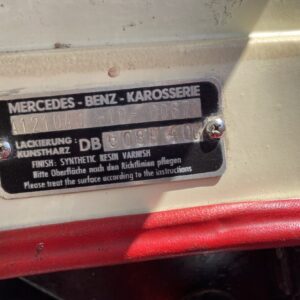 MERCEDES - BENZ - KAROSSERIE
LACKIERUNG :
KUNSTHARZ DB
FINISH: SYNTHETIC RESIN VARNISH
Bitte Oberfläche nach den Richtlinien pflegen
Please treat the surface according to the instructions